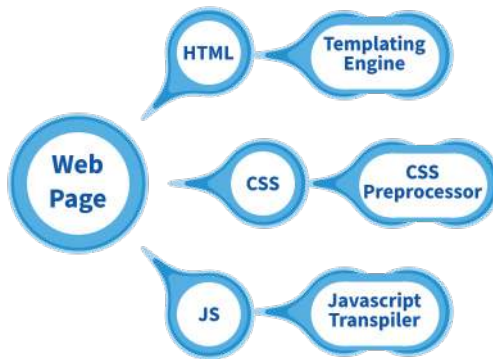 HTML
Templating
Engine
Web
Page
CSS
CSS
Preprocessor
JS
Javascript
Transpiler